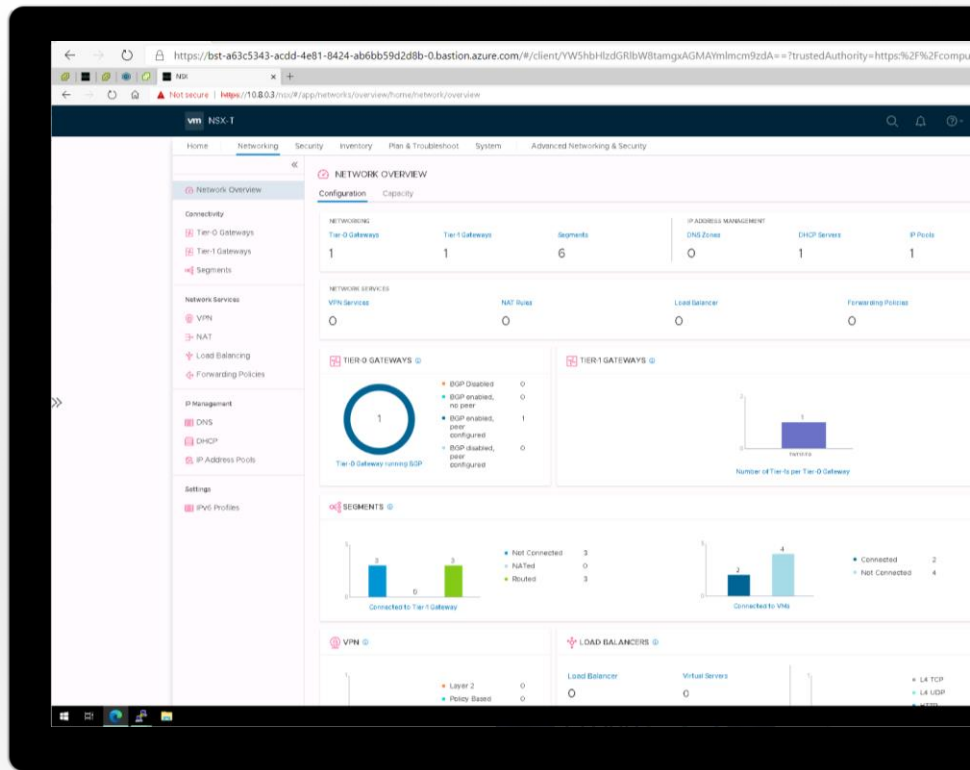 https://bst-a63c5343-acdd-4e81-8424-ab6bb59d2d8b-0.bastion.azure.com/#/client/YW5hbHlzdGRlbW8tamgxAGMAYmlmcm9zdA==?trustedAuthority=https:%2F%2Fcompu
NSX
Not secure | https://10.8.0.3/nsx/#/app/networks/overview/home/network/overview
vm NSX-T
Home Networking Security Inventory Plan & Troubleshoot System Advanced Networking & Security
Network Overview
Connectivity
Tier-0 Gateways
Tier-1 Gateways
Segments
Network Services
VPN
NAT
Load Balancing
Forwarding Policies
IP Management
DNS
DHCP
IP Address Pools
Settings
IPv6 Profiles
NETWORK OVERVIEW
Configuration Capacity
NETWORKING IP ADDRESS MANAGEMENT
Tier-0 Gateways Tier-1 Gateways Segments DNS Zones DHCP Servers IP Pools
1 1 6 0 1 1
NETWORK SERVICES
VPN Services NAT Rules Load Balancer Forwarding Policies
0 0 0 0
TIER-0 GATEWAYS
1
BGP Disabled 0
BGP enabled, 0
no peer
BGP enabled, 1
peer
configured
BGP disabled, 0
peer
configured
Tier-0 Gateway running BGP
TIER-1 GATEWAYS
1
0
Number of Tier-1s per Tier-0 Gateway
SEGMENTS
3 0 3
0
Connected to Tier-1 Gateway
Not Connected 3
NATed 0
Routed 3
2 4
0
Connected to VMs
Connected 2
Not Connected 4
VPN
Layer 2 0
Policy Based 0
LOAD BALANCERS
Load Balancer Virtual Servers
0 0
L4 TCP
L4 UDP
HTTP